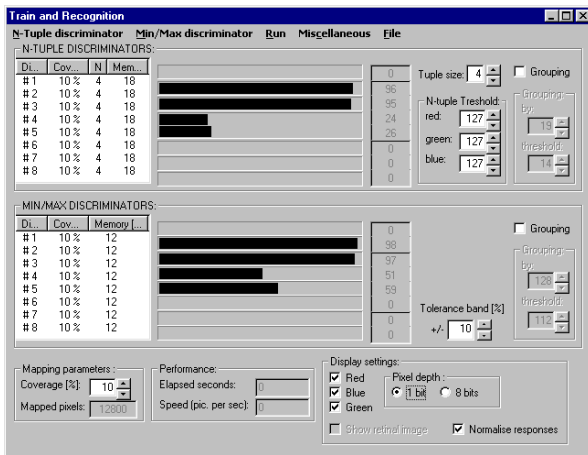 Train and Recognition
N-Tuple discriminator Min/Max discriminator Run Miscellaneous File
N-TUPLE DISCRIMINATORS:
Di... Cov... N Mem...
# 1 10 % 4 18 0
# 2 10 % 4 18 96
# 3 10 % 4 18 95
# 4 10 % 4 18 24
# 5 10 % 4 18 26
# 6 10 % 4 18 0
# 7 10 % 4 18 0
# 8 10 % 4 18 0
Tuple size: 4
N-tuple Treshold:
red: 127
green: 127
blue: 127
Grouping
Grouping:
by:
19
threshold:
14
MIN/MAX DISCRIMINATORS:
Di... Cov... Memory [...
# 1 10 % 12 0
# 2 10 % 12 98
# 3 10 % 12 97
# 4 10 % 12 51
# 5 10 % 12 59
# 6 10 % 12 0
# 7 10 % 12 0
# 8 10 % 12 0
Tolerance band [%]
+/- 10
Grouping
Grouping:
by:
128
threshold:
112
Mapping parameters :
Coverage [%]: 10
Mapped pixels: 12800
Performance:
Elapsed seconds: 0
Speed (pic. per sec): 0
Display settings:
Red
Blue
Green
Pixel depth :
1 bit 8 bits
Show retinal image Normalise responses